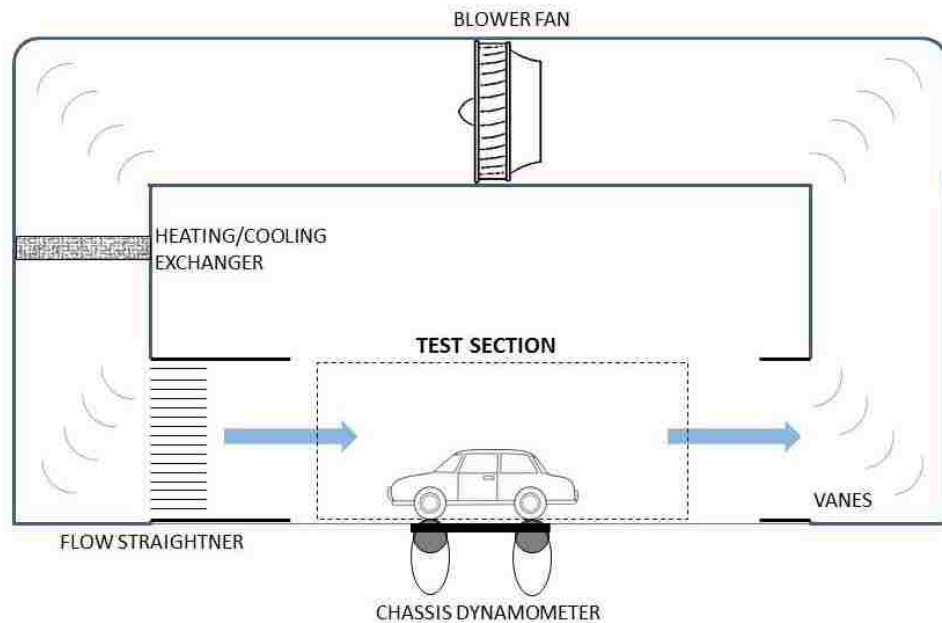 BLOWER FAN
HEATING/COOLING
EXCHANGER
TEST SECTION
VANES
FLOW STRAIGHTNER
CHASSIS DYNAMOMETER